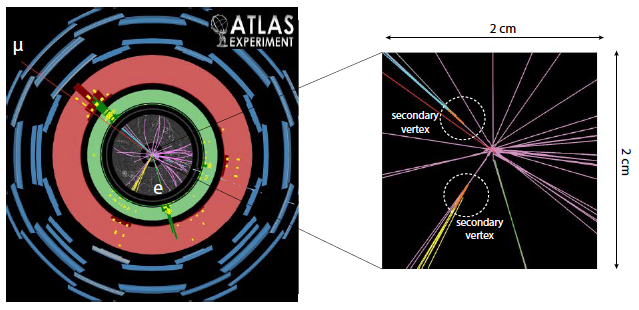 ATLAS
EXPERIMENT
μ
e
2 cm
secondary
vertex
secondary
vertex
2 cm